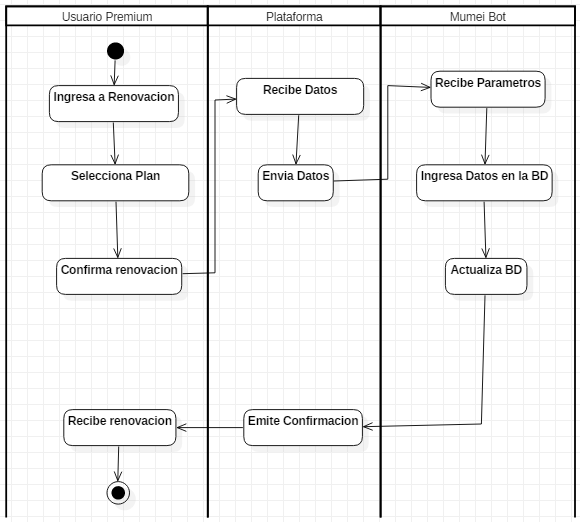 Usuario Premium
Plataforma
Mumei Bot
Ingresa a Renovacion
Selecciona Plan
Confirma renovacion
Recibe Datos
Envia Datos
Recibe Parametros
Ingresa Datos en la BD
Actualiza BD
Emite Confirmacion
Recibe renovacion